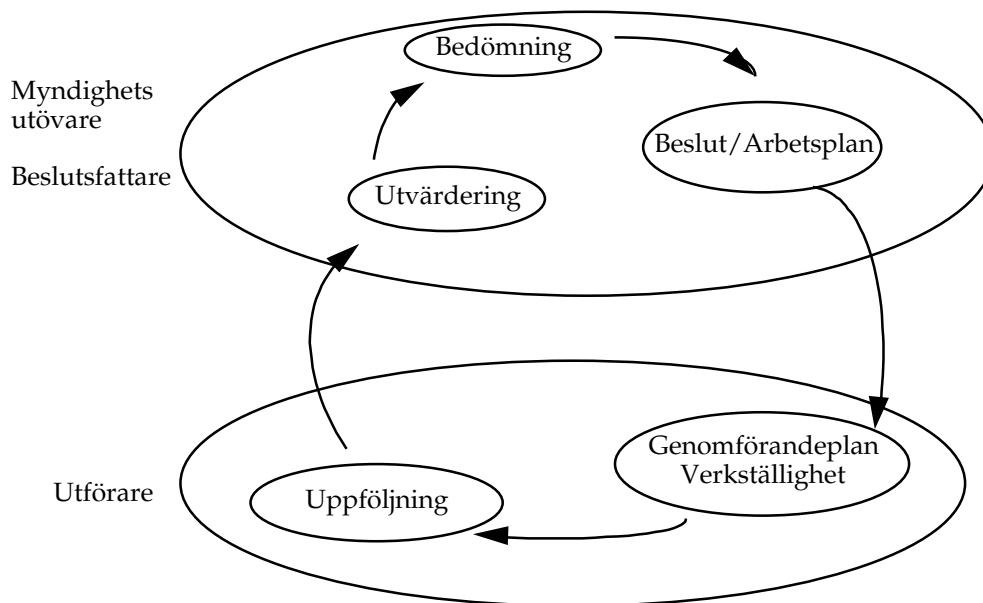 Bedömning
Myndighets
utövare
Beslut/Arbetsplan
Beslutsfattare
Utvärdering
Genomförandeplan
Verkställighet
Utförare
Uppföljning